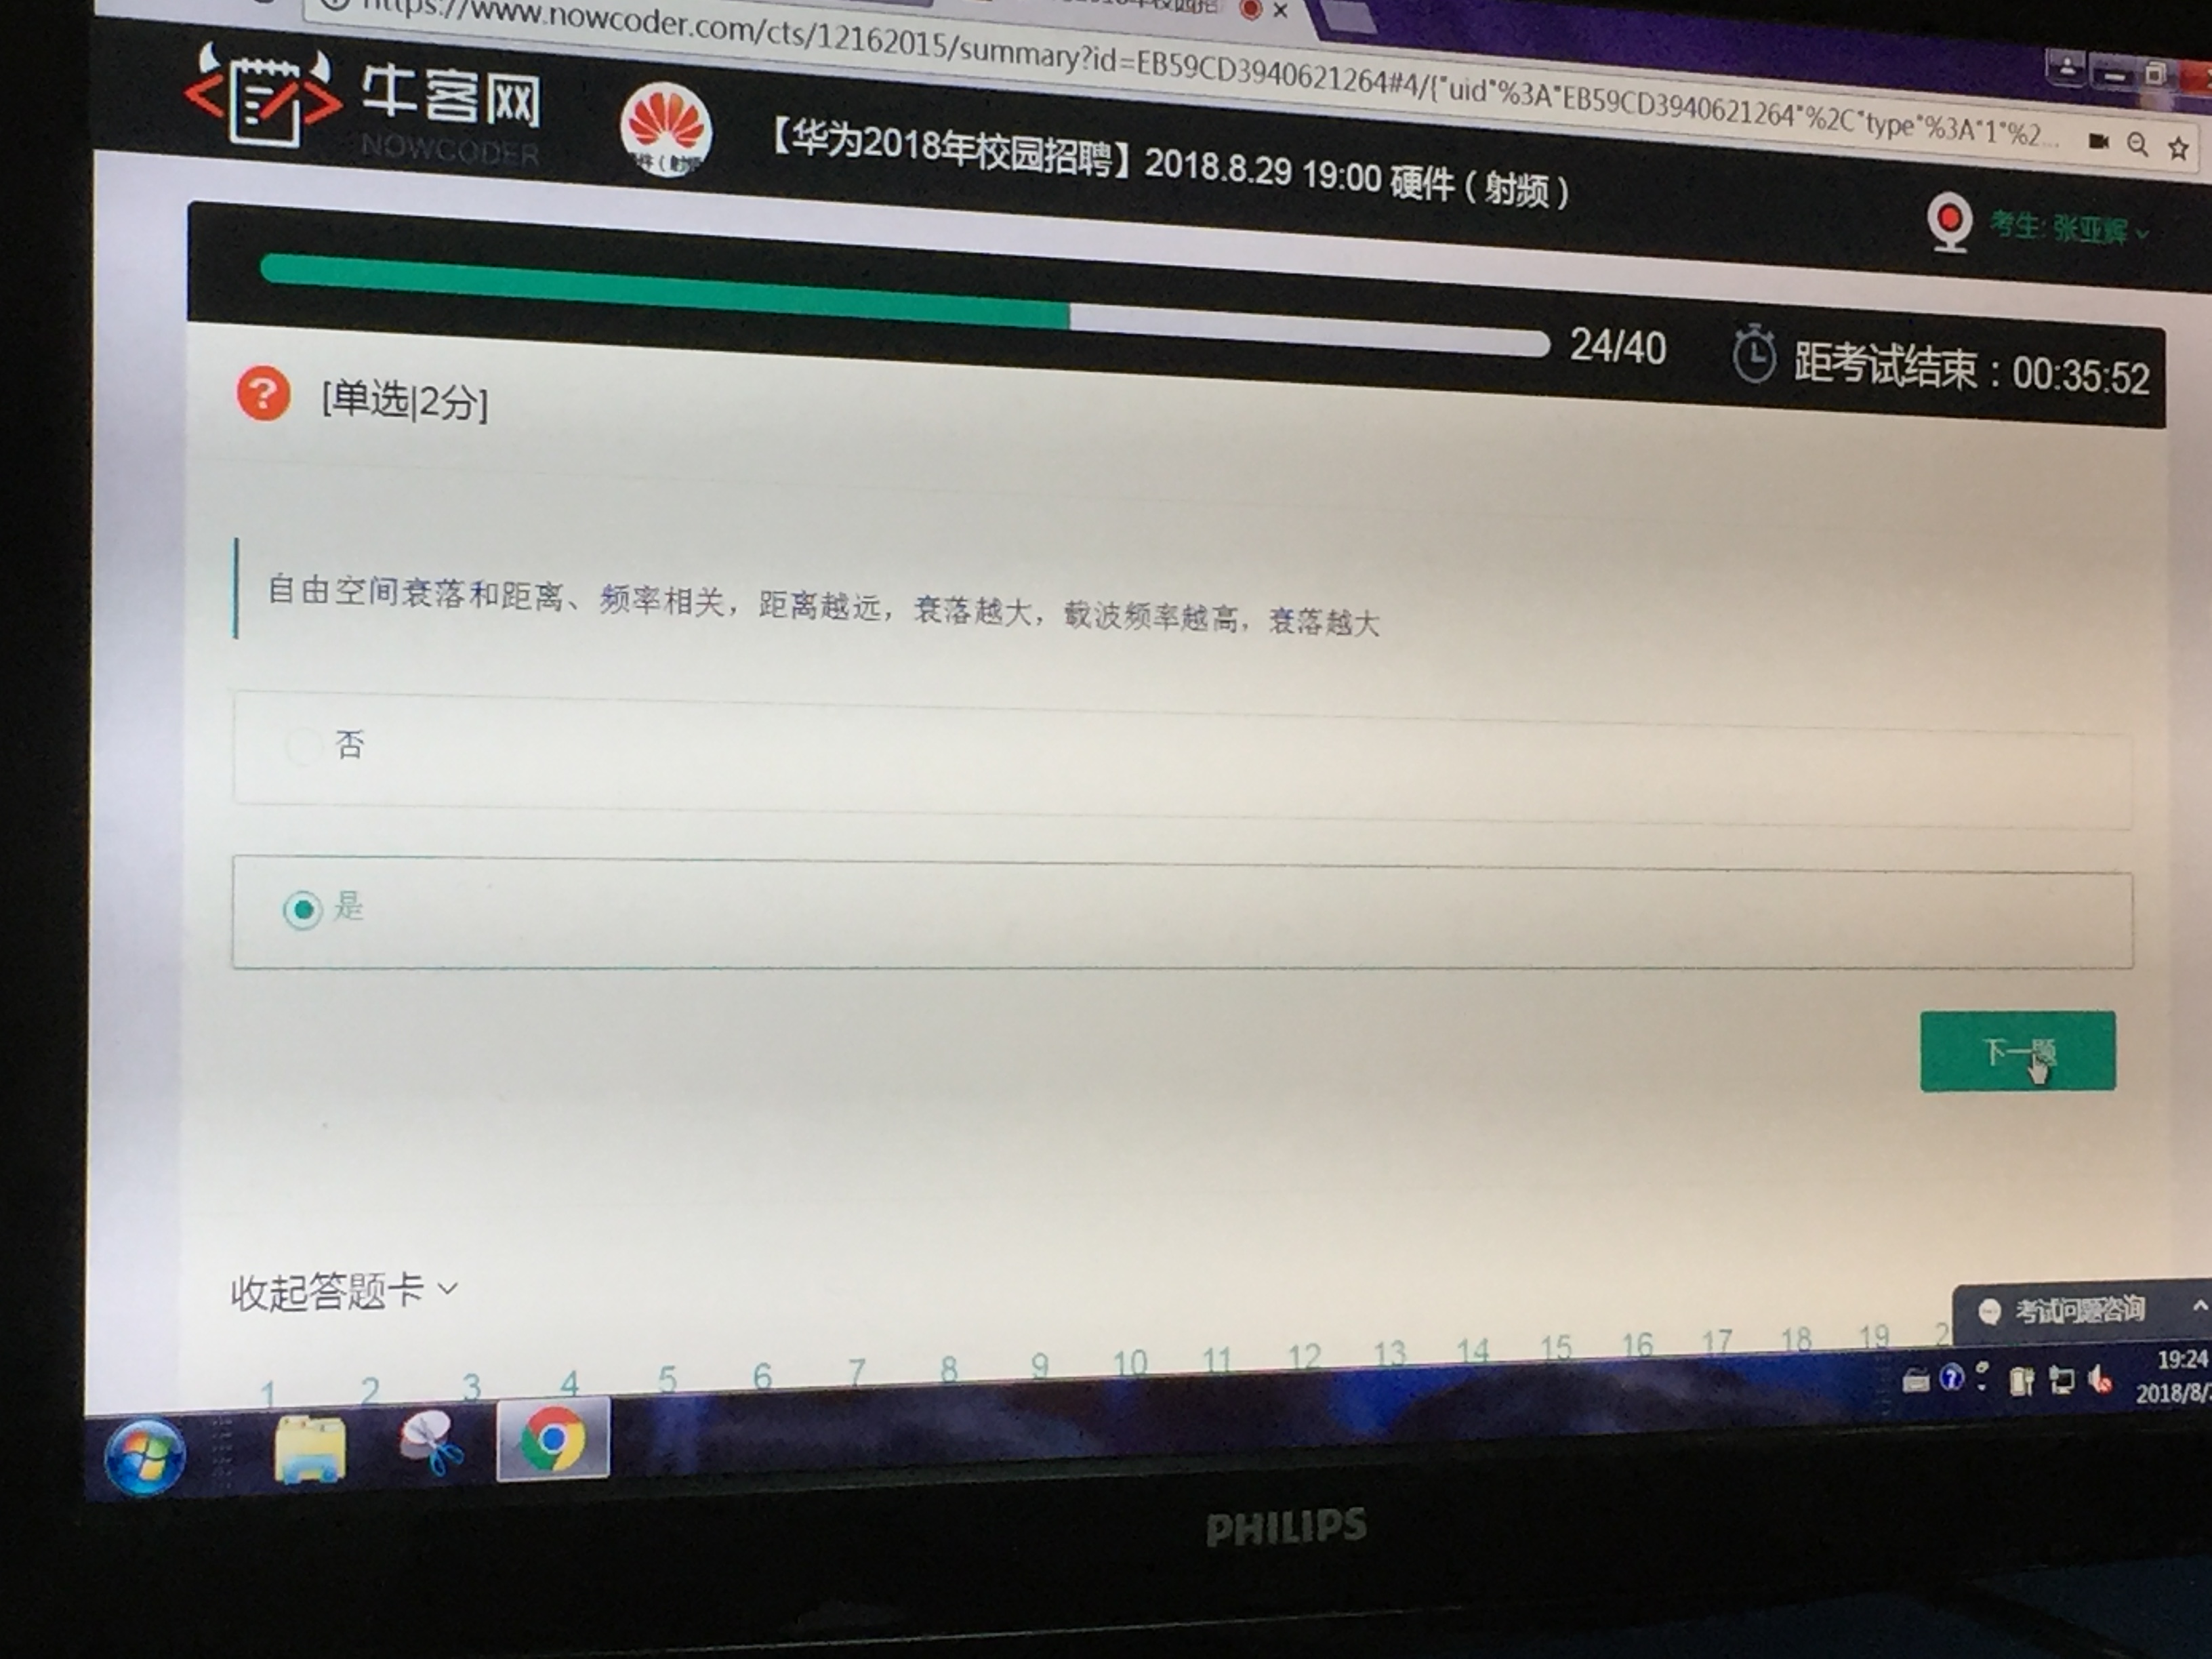 https://www.nowcoder.com/cts/12162015/summary?id=EB59CD3940621264#4/{"uid"%3A"EB59CD3940621264"%2C"type"%3A"1"%2...
牛客网
NOWCODER
【华为2018年校园招聘】2018.8.29 19:00 硬件（射频）
考生: 张亚辉
24/40
距考试结束：00:35:52
? [单选|2分]
自由空间衰落和距离、频率相关，距离越远，衰落越大，载波频率越高，衰落越大
否
是
下一题
收起答题卡
考试问题咨询
1 2 3 4 5 6 7 8 9 10 11 12 13 14 15 16 17 18 19 2
19:24
2018/8/
PHILIPS